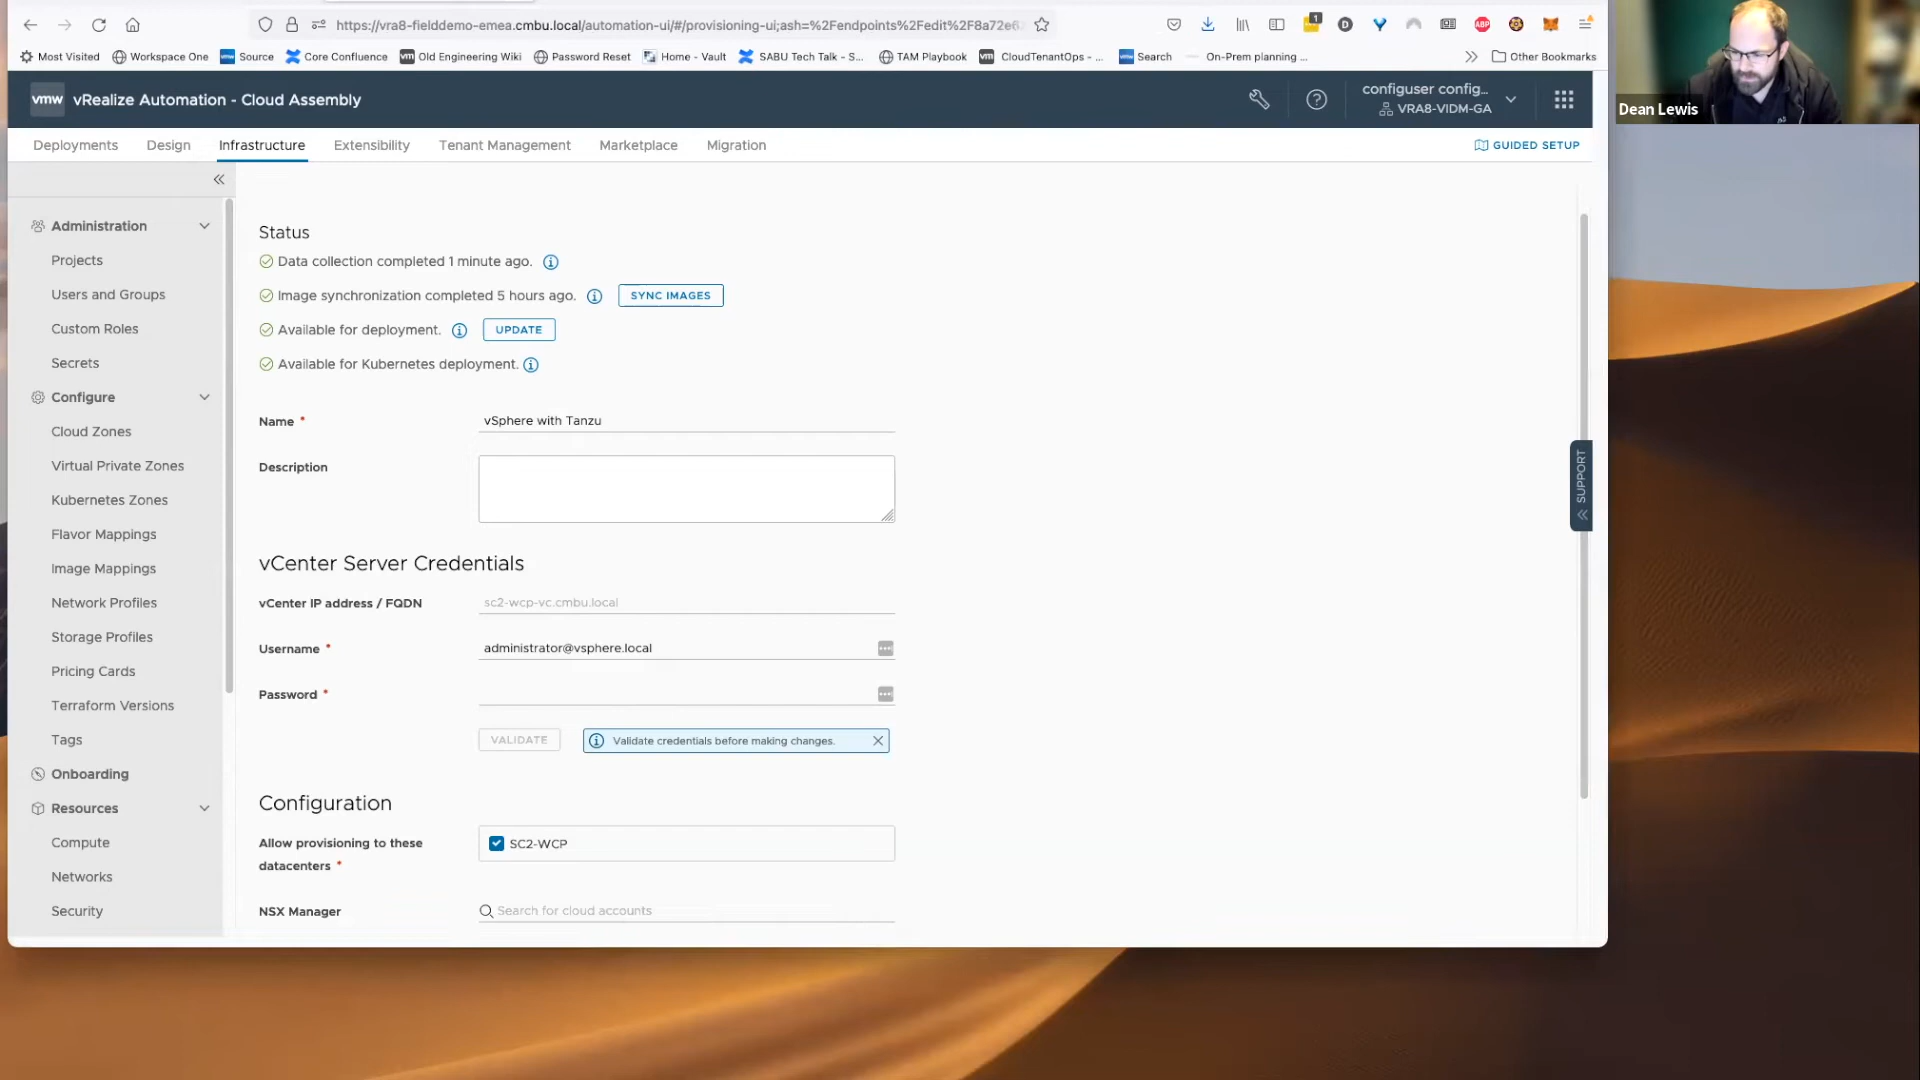 https://vra8-fielddemo-emea.cmbu.local/automation-ui/#/provisioning-ui;ash=%2Fendpoints%2Fedit%2F8a72e6
1
Most Visited Workspace One Source Core Confluence Old Engineering Wiki Password Reset Home - Vault SABU Tech Talk - S... TAM Playbook CloudTenantOps - ... Search On-Prem planning ... Other Bookmarks
Dean Lewis
vmw vRealize Automation - Cloud Assembly
configuser config...
VRA8-VIDM-GA
Deployments Design Infrastructure Extensibility Tenant Management Marketplace Migration GUIDED SETUP
Administration
Projects
Users and Groups
Custom Roles
Secrets
Configure
Cloud Zones
Virtual Private Zones
Kubernetes Zones
Flavor Mappings
Image Mappings
Network Profiles
Storage Profiles
Pricing Cards
Terraform Versions
Tags
Onboarding
Resources
Compute
Networks
Security
Status
Data collection completed 1 minute ago.
Image synchronization completed 5 hours ago. SYNC IMAGES
Available for deployment. UPDATE
Available for Kubernetes deployment.
Name * vSphere with Tanzu
Description
vCenter Server Credentials
vCenter IP address / FQDN sc2-wcp-vc.cmbu.local
Username * administrator@vsphere.local
Password *
VALIDATE Validate credentials before making changes.
Configuration
Allow provisioning to these
datacenters *
SC2-WCP
NSX Manager Search for cloud accounts
SUPPORT